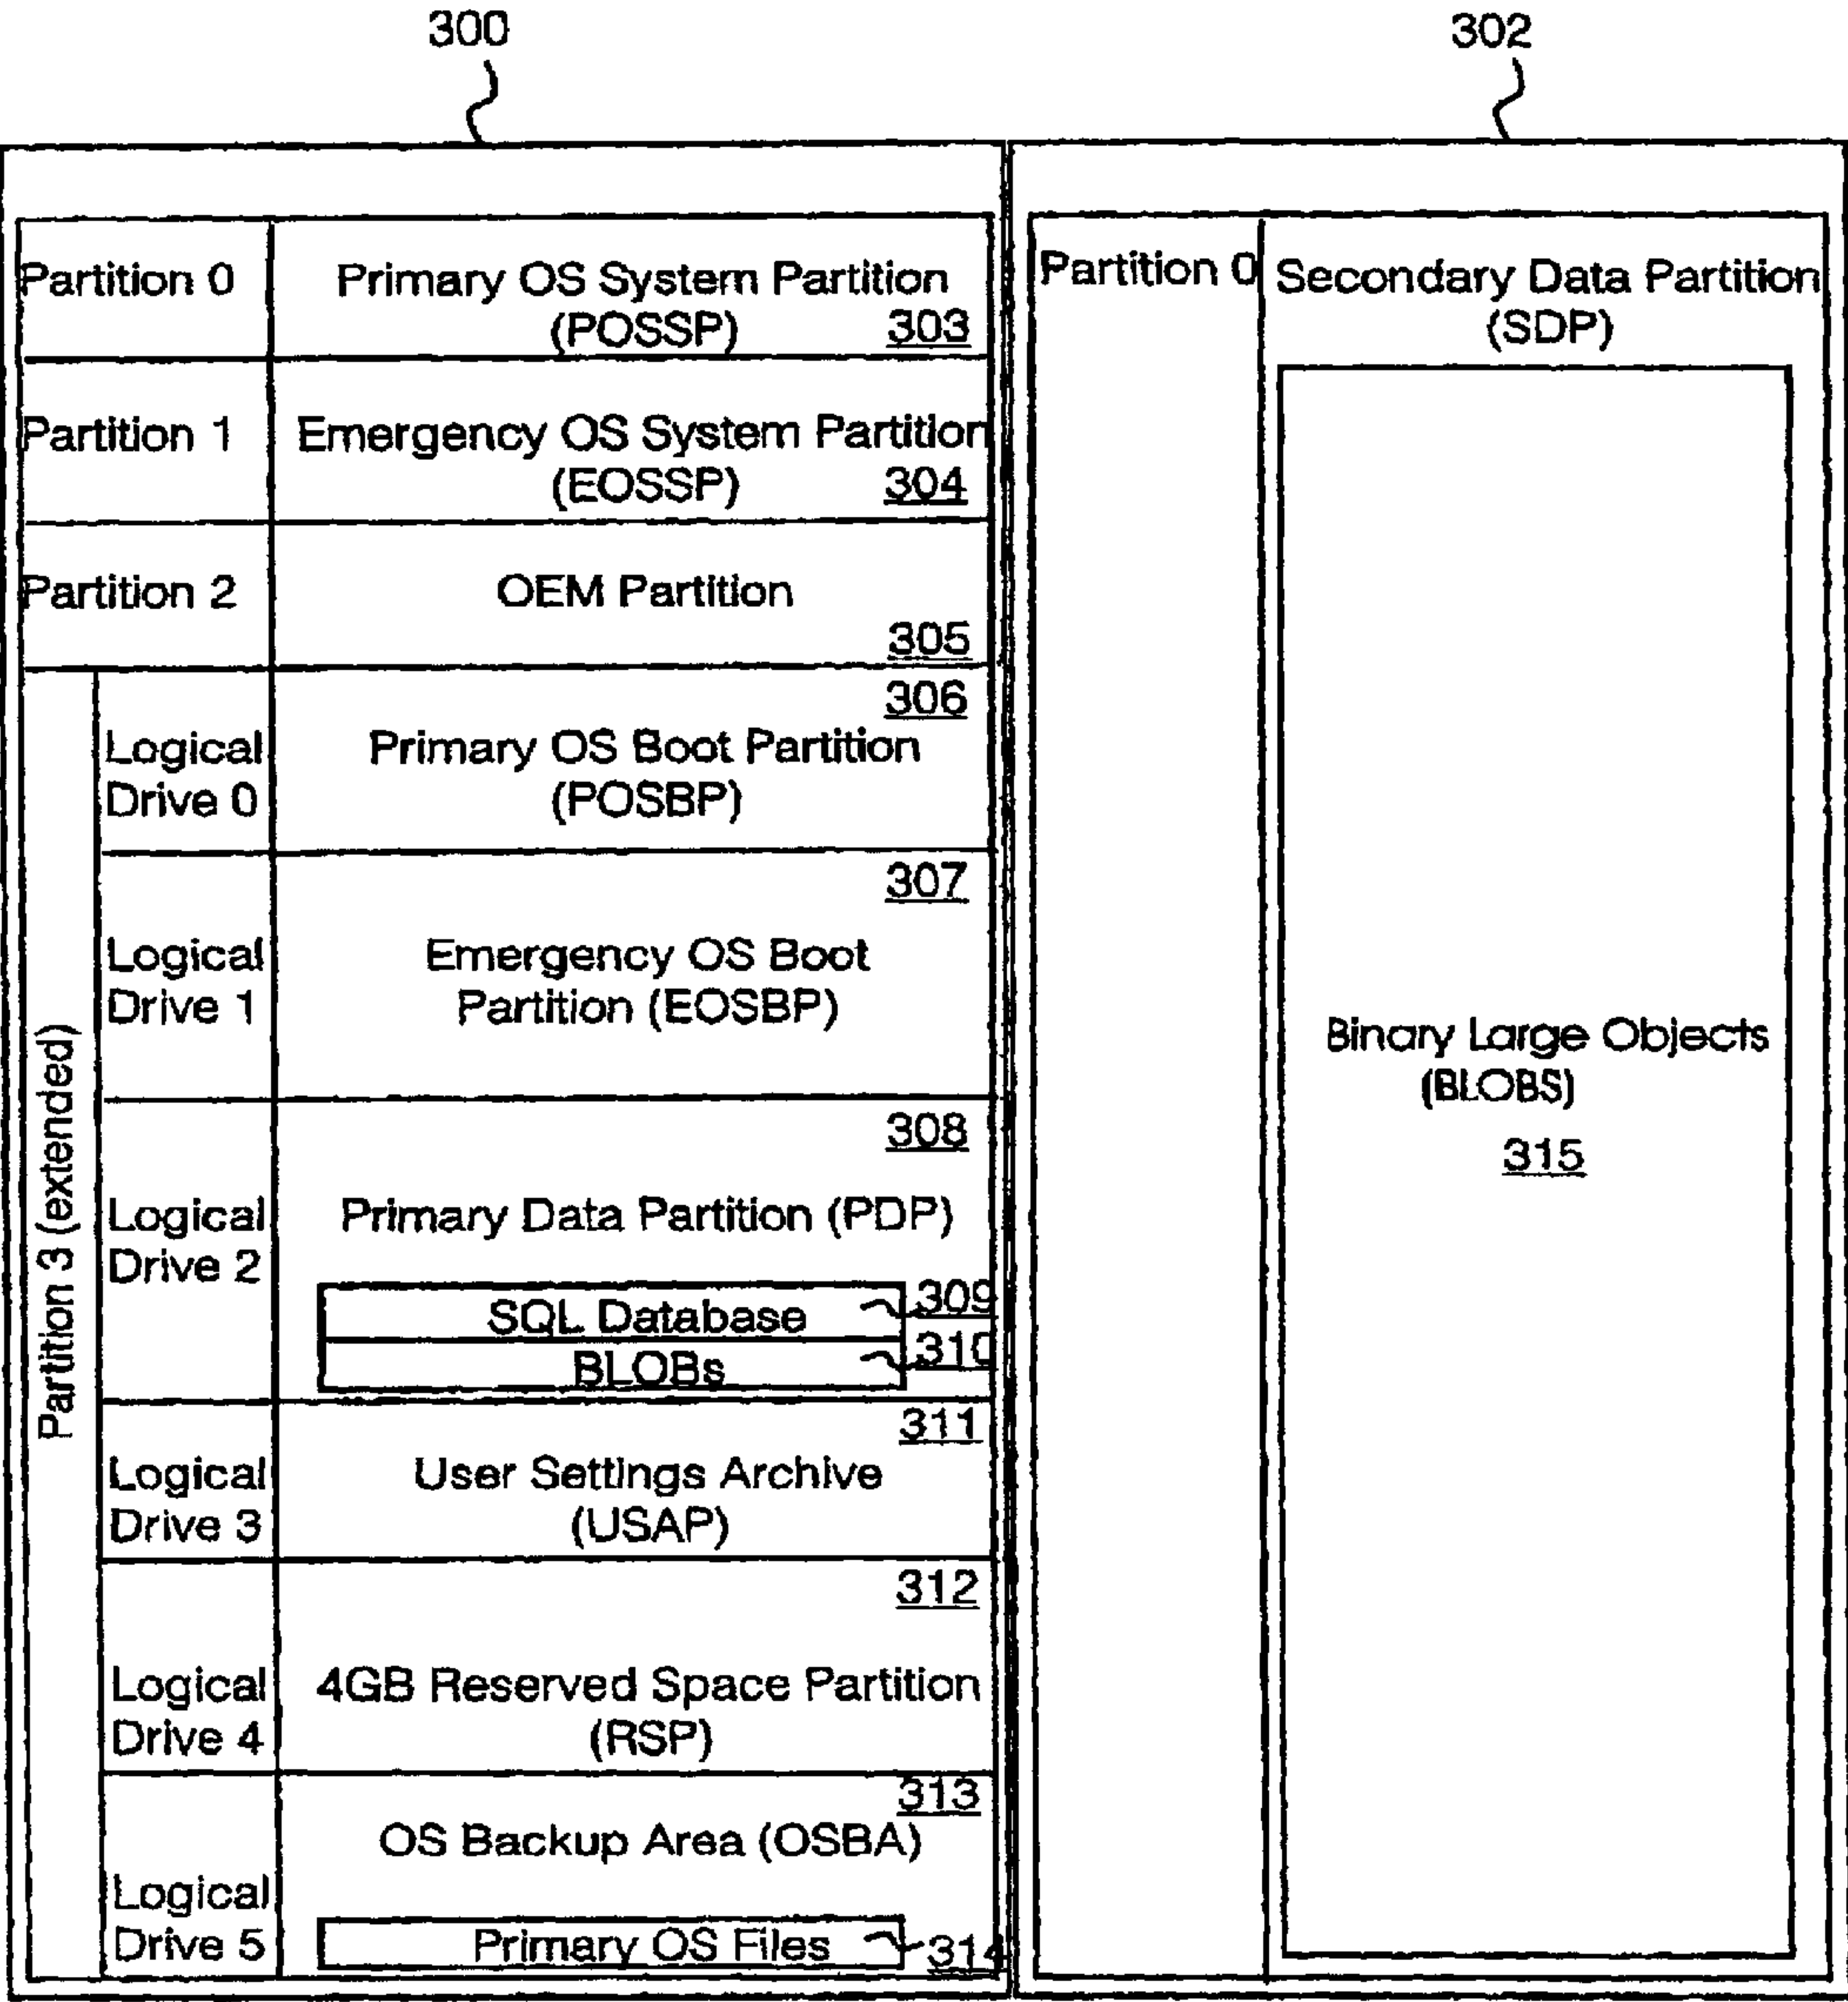 300
302
Partition 0
Primary OS System Partition
(POSSP)
303
Partition 1
Emergency OS System Partition
(EOSSP)
304
Partition 2
OEM Partition
305
Partition 3 (extended)
306
Logical
Drive 0
Primary OS Boot Partition
(POSBP)
307
Logical
Drive 1
Emergency OS Boot
Partition (EOSBP)
308
Logical
Drive 2
Primary Data Partition (PDP)
SQL Database
309
BLOBs
310
311
Logical
Drive 3
User Settings Archive
(USAP)
312
Logical
Drive 4
4GB Reserved Space Partition
(RSP)
313
OS Backup Area (OSBA)
Logical
Drive 5
Primary OS Files
314
Partition 0
Secondary Data Partition
(SDP)
Binary Large Objects
(BLOBS)
315